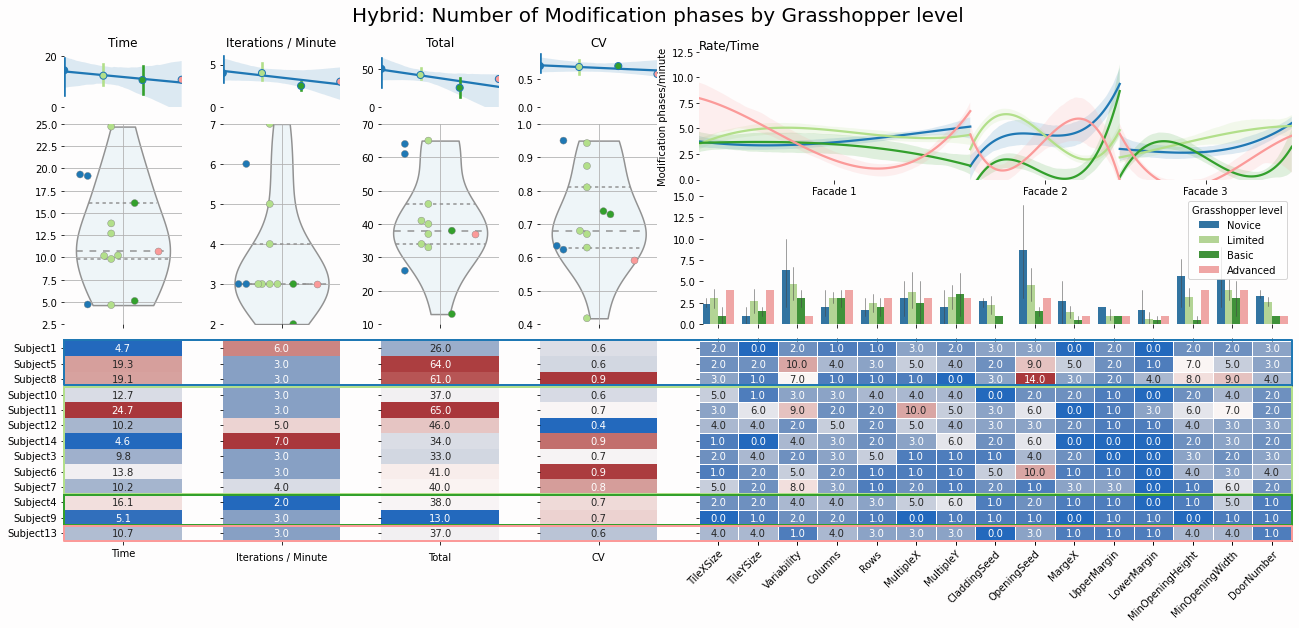 Hybrid: Number of Modification phases by Grasshopper level
Time
20
0
25.0
22.5
20.0
17.5
15.0
12.5
10.0
7.5
5.0
2.5
Iterations / Minute
5
0
7
6
5
4
3
2
Total
50
0
70
60
50
40
30
20
10
CV
0.5
0.0
1.0
0.9
0.8
0.7
0.6
0.5
0.4
Rate/Time
Modification phases/minute
12.5
10.0
7.5
5.0
2.5
0.0
Facade 1 Facade 2 Facade 3
15.0
12.5
10.0
7.5
5.0
2.5
0.0
Grasshopper level
Novice
Limited
Basic
Advanced
Subject1 4.7 6.0 26.0 0.6 2.0 0.0 2.0 1.0 1.0 3.0 2.0 3.0 3.0 0.0 2.0 0.0 2.0 2.0 3.0
Subject5 19.3 3.0 64.0 0.6 2.0 2.0 10.0 4.0 3.0 5.0 4.0 2.0 9.0 5.0 2.0 1.0 7.0 5.0 3.0
Subject8 19.1 3.0 61.0 0.9 3.0 1.0 7.0 1.0 1.0 1.0 0.0 3.0 14.0 3.0 2.0 4.0 8.0 9.0 4.0
Subject10 12.7 3.0 37.0 0.6 5.0 1.0 3.0 3.0 4.0 4.0 4.0 0.0 2.0 2.0 1.0 0.0 2.0 4.0 2.0
Subject11 24.7 3.0 65.0 0.7 3.0 6.0 9.0 2.0 2.0 10.0 5.0 3.0 6.0 0.0 1.0 3.0 6.0 7.0 2.0
Subject12 10.2 5.0 46.0 0.4 4.0 4.0 2.0 5.0 2.0 5.0 4.0 2.0 2.0 1.0 1.0 1.0 4.0 3.0 3.0
Subject14 4.6 7.0 34.0 0.9 1.0 0.0 4.0 2.0 3.0 3.0 6.0 2.0 6.0 0.0 0.0 0.0 2.0 3.0 2.0
Subject3 9.8 3.0 33.0 0.7 2.0 4.0 2.0 2.0 3.0 1.0 1.0 3.0 5.0 2.0 0.0 0.0 2.0 3.0 2.0
Subject6 13.8 3.0 41.0 0.9 1.0 2.0 5.0 2.0 1.0 1.0 2.0 5.0 10.0 1.0 1.0 0.0 4.0 3.0 4.0
Subject7 10.2 4.0 40.0 0.8 5.0 2.0 8.0 3.0 2.0 1.0 2.0 2.0 1.0 3.0 3.0 0.0 2.0 6.0 2.0
Subject4 16.1 2.0 38.0 0.7 2.0 2.0 4.0 4.0 3.0 5.0 6.0 1.0 2.0 1.0 1.0 0.0 1.0 5.0 1.0
Subject9 5.1 3.0 13.0 0.7 0.0 1.0 2.0 2.0 1.0 0.0 1.0 1.0 1.0 0.0 1.0 1.0 0.0 1.0 1.0
Subject13 10.7 3.0 37.0 0.6 4.0 4.0 1.0 4.0 3.0 3.0 3.0 0.0 3.0 1.0 1.0 1.0 4.0 4.0 1.0
Time Iterations / Minute Total CV
TileXSize
TileYSize
Variability
Columns
Rows
MultipleX
MultipleY
CladdingSeed
OpeningSeed
MargeX
UpperMargin
LowerMargin
MinOpeningHeight
MinOpeningWidth
DoorNumber